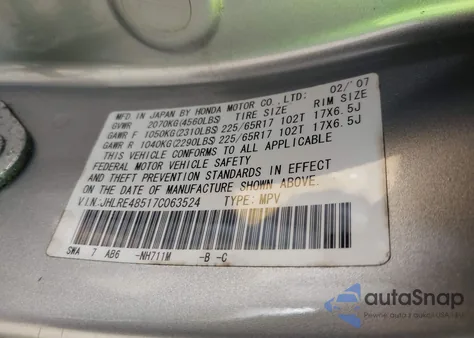 MFD. IN JAPAN BY HONDA MOTOR CO., LTD. 02/'07
GVWR 2070KG(4560LBS) TIRE SIZE RIM SIZE
GAWR F 1050KG(2310LBS) 225/65R17 102T 17X6.5J
GAWR R 1040KG(2290LBS) 225/65R17 102T 17X6.5J
THIS VEHICLE CONFORMS TO ALL APPLICABLE
FEDERAL MOTOR VEHICLE SAFETY
AND THEFT PREVENTION STANDARDS IN EFFECT
ON THE DATE OF MANUFACTURE SHOWN ABOVE.
V.I.N:JHLRE48517C063524 TYPE: MPV
SWA 7 AB6 -NH711M -B -C
autoSnap
Pewne auta z USA